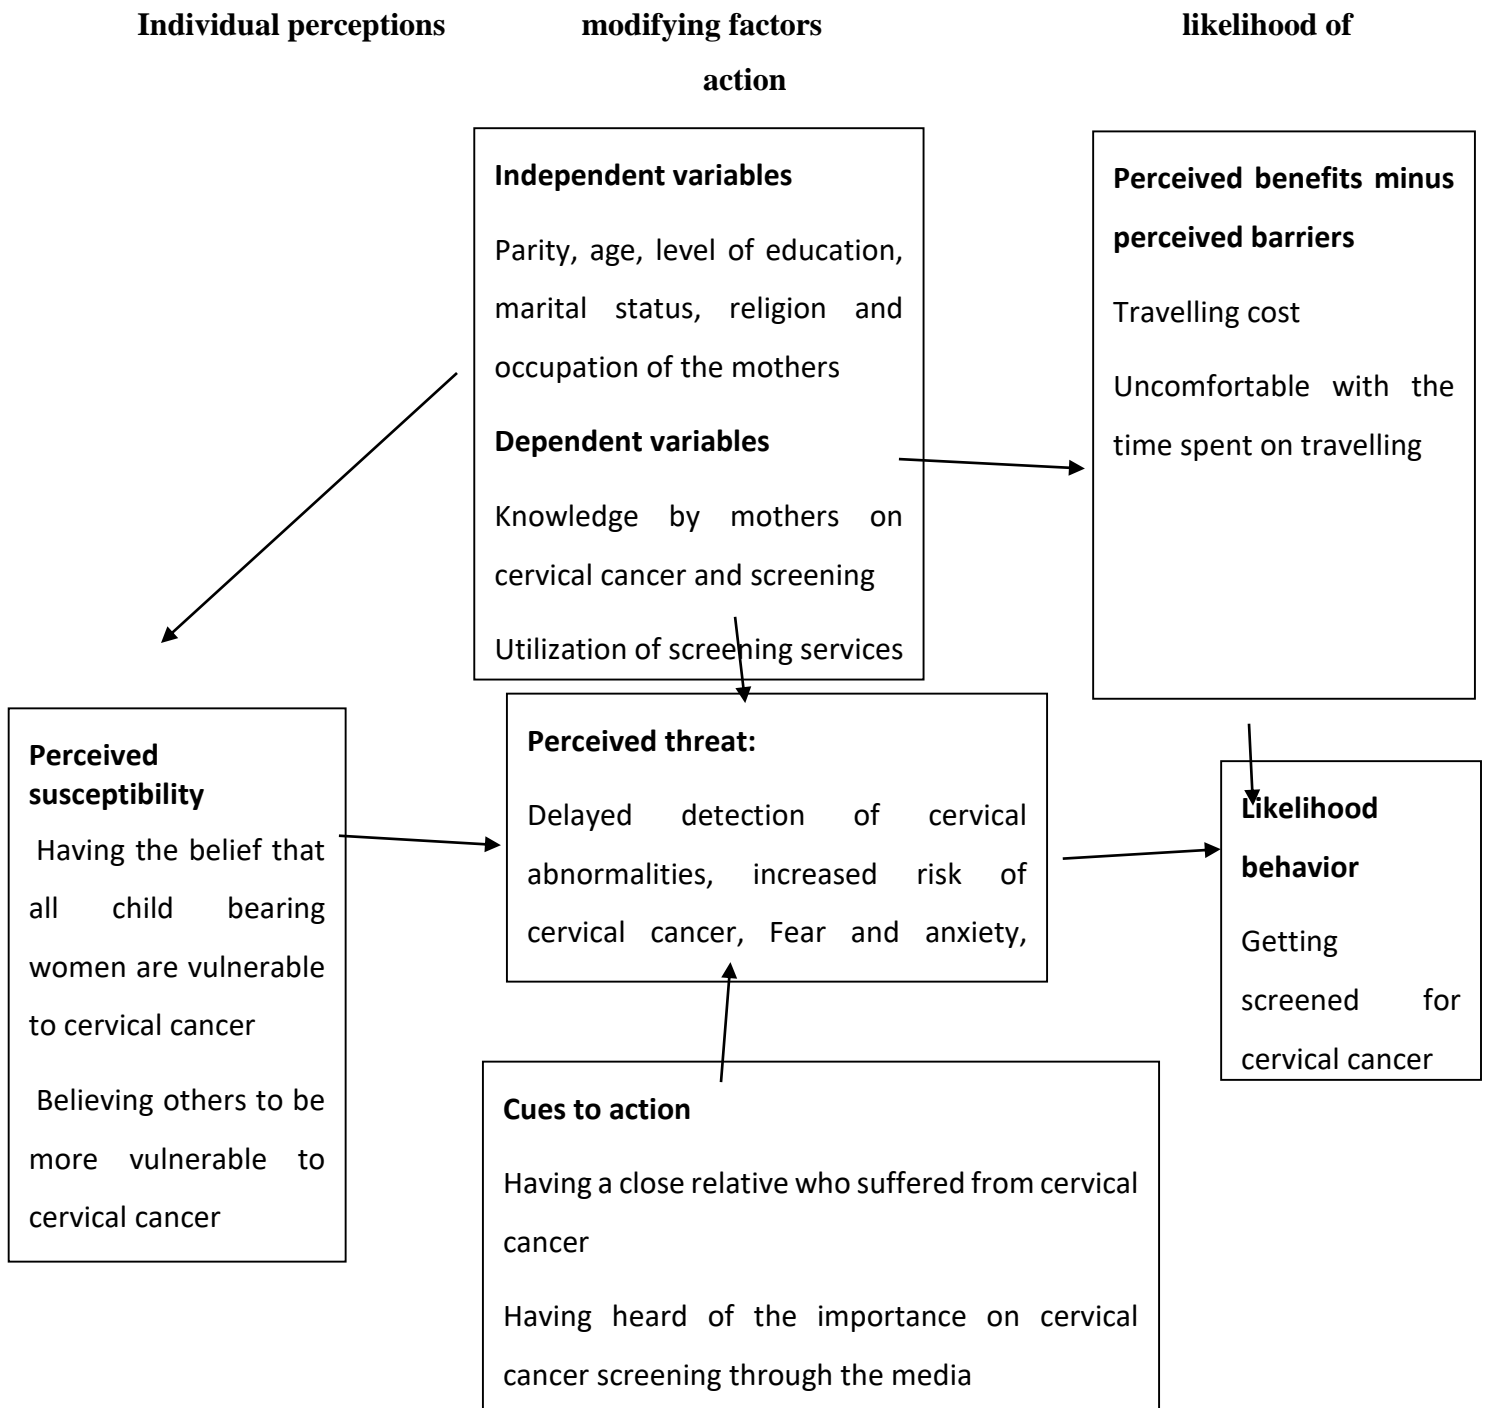 Individual perceptions modifying factors likelihood of
action
Independent variables
Parity, age, level of education,
marital status, religion and
occupation of the mothers
Dependent variables
Knowledge by mothers on
cervical cancer and screening
Utilization of screening services
Perceived benefits minus
perceived barriers
Travelling cost
Uncomfortable with the
time spent on travelling
Perceived
susceptibility
Having the belief that
all child bearing
women are vulnerable
to cervical cancer
Believing others to be
more vulnerable to
cervical cancer
Perceived threat:
Delayed detection of cervical
abnormalities, increased risk of
cervical cancer, Fear and anxiety,
Likelihood
behavior
Getting
screened for
cervical cancer
Cues to action
Having a close relative who suffered from cervical
cancer
Having heard of the importance on cervical
cancer screening through the media